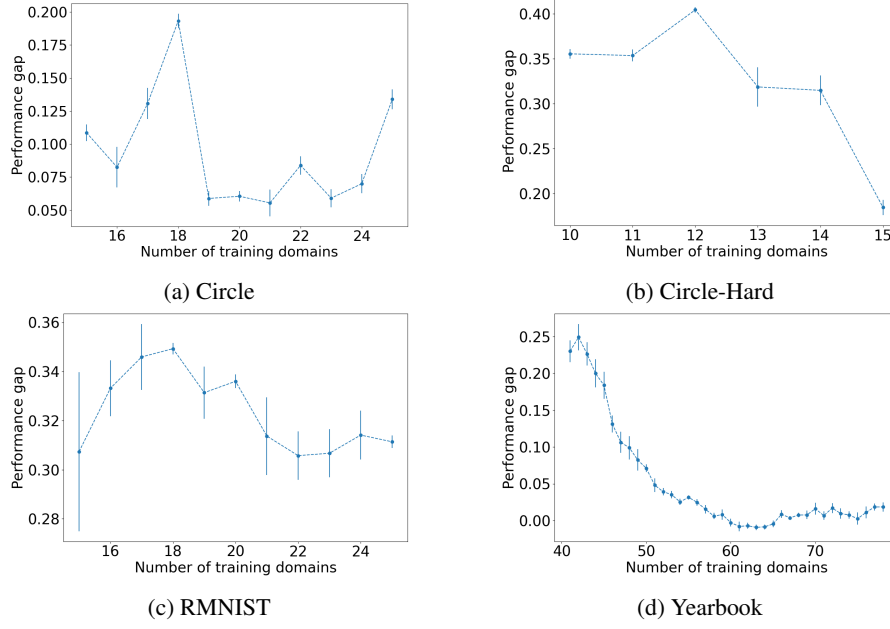 0.200
0.175
0.150
0.125
0.100
0.075
0.050
Performance gap
16 18 20 22 24
Number of training domains
(a) Circle
0.40
0.35
0.30
0.20
Performance gap
10 11 12 13 14 15
Number of training domains
(b) Circle-Hard
0.36
0.34
0.32
0.30
0.28
Performance gap
16 18 20 22 24
Number of training domains
(c) RMNIST
0.25
0.20
0.15
0.10
0.05
0.00
Performance gap
40 50 60 70
Number of training domains
(d) Yearbook